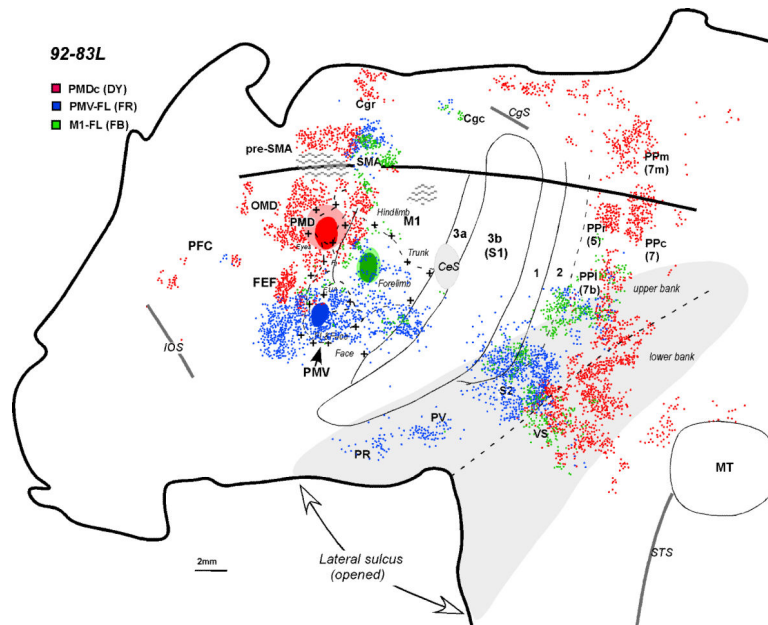 92-83L
PMDc (DY)
PMV-FL (FR)
M1-FL (FB)
Cgr
Cgc
CgS
pre-SMA
SMA
PPm
(7m)
OMD
PMD
M1
Hindlimb
3a
3b
(S1)
PFC
Eye
Trunk
CeS
1
2
PPr
(5)
PPc
(7)
FEF
Forelimb
PPl
(7b)
upper bank
IOS
Face
PMV
lower bank
S2
PV
VS
PR
MT
2mm
Lateral sulcus
(opened)
STS